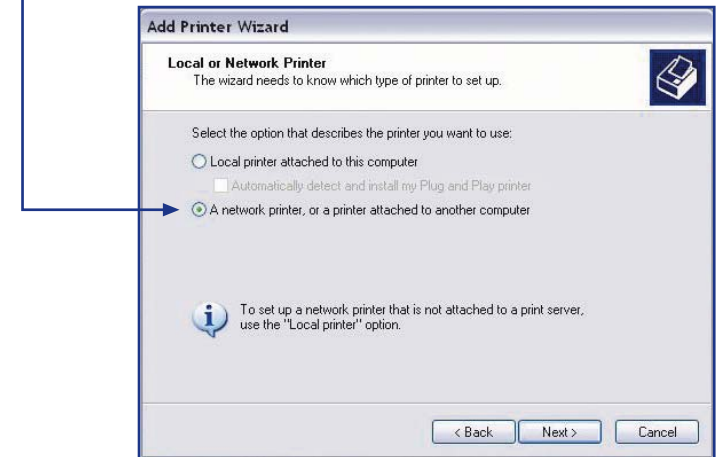 Add Printer Wizard
Local or Network Printer
The wizard needs to know which type of printer to set up.
Select the option that describes the printer you want to use:
Local printer attached to this computer
Automatically detect and install my Plug and Play printer
A network printer, or a printer attached to another computer
To set up a network printer that is not attached to a print server,
use the "Local printer" option.
< Back Next > Cancel